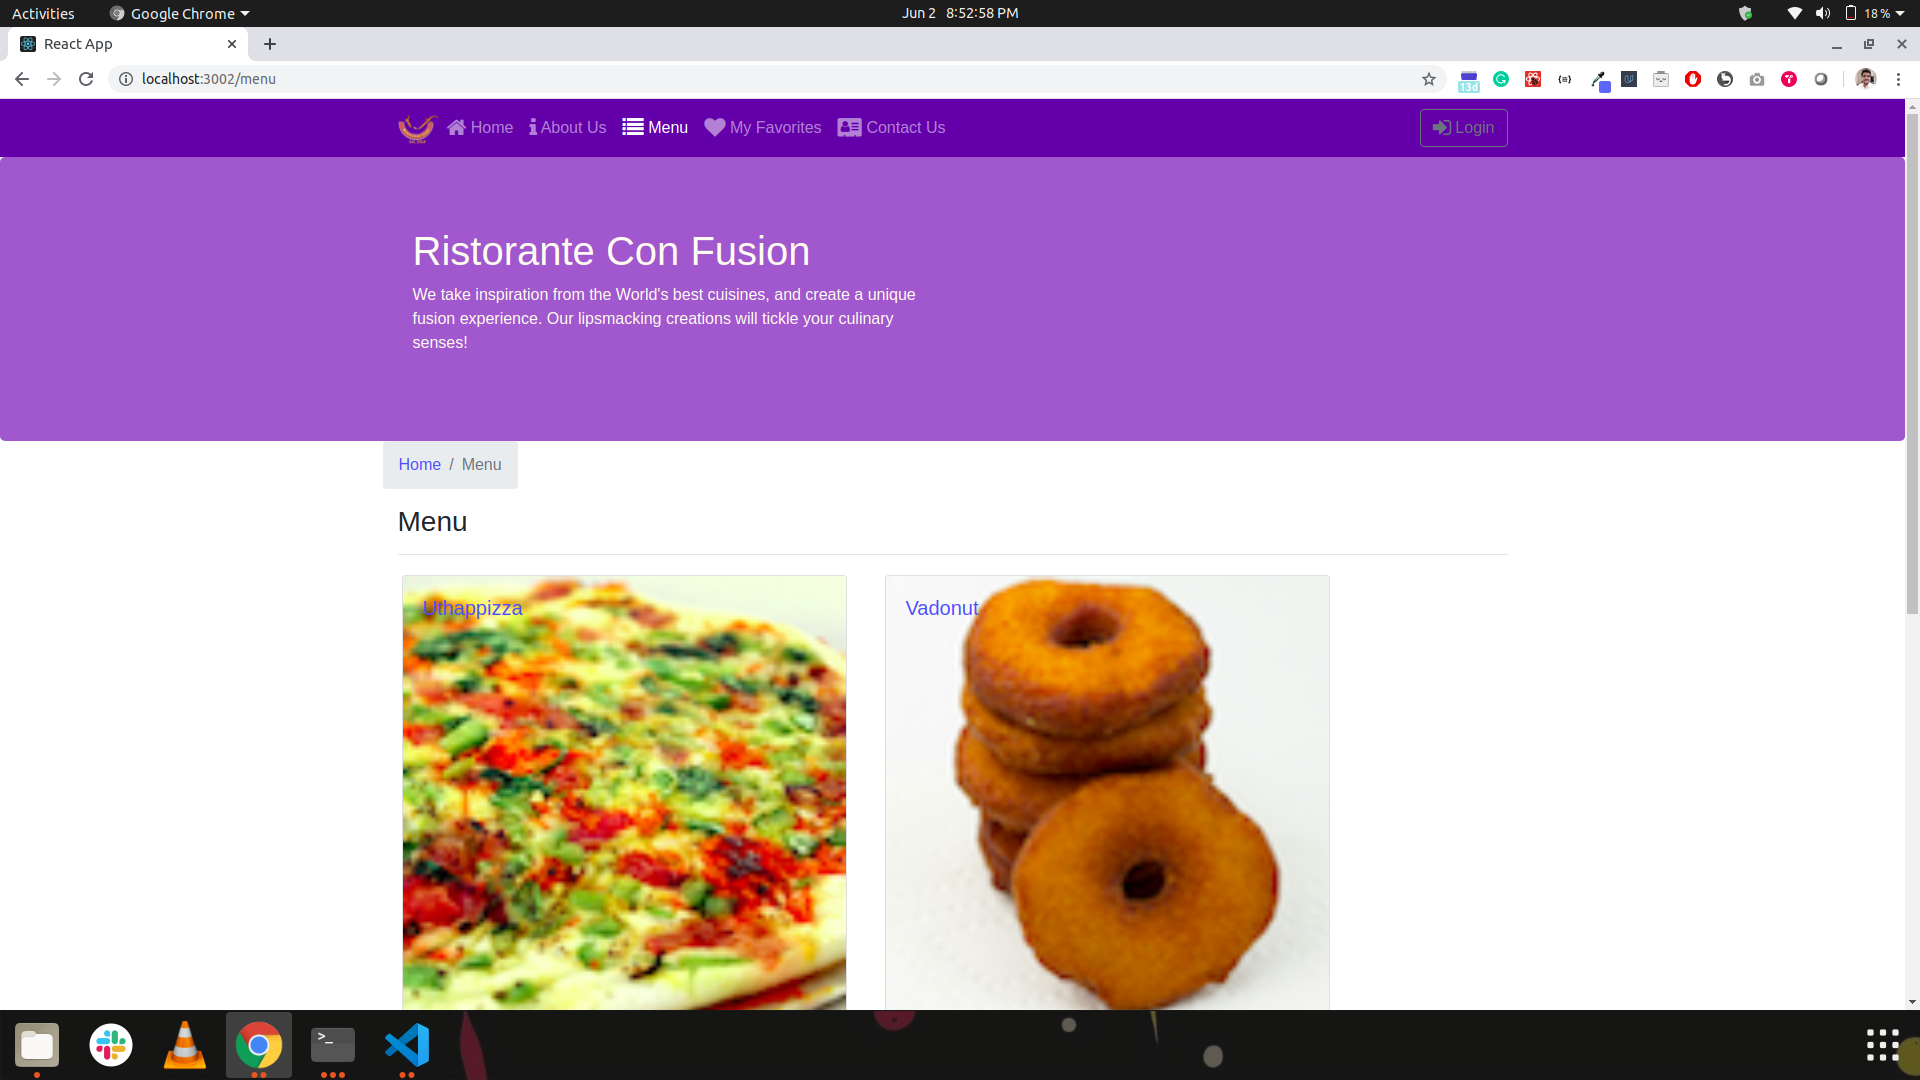 Activities Google Chrome Jun 2 8:52:58 PM 18 %
React App
localhost:3002/menu 13d
Home About Us Menu My Favorites Contact Us Login
Ristorante Con Fusion
We take inspiration from the World's best cuisines, and create a unique
fusion experience. Our lipsmacking creations will tickle your culinary
senses!
Home / Menu
Menu
Uthappizza Vadonut